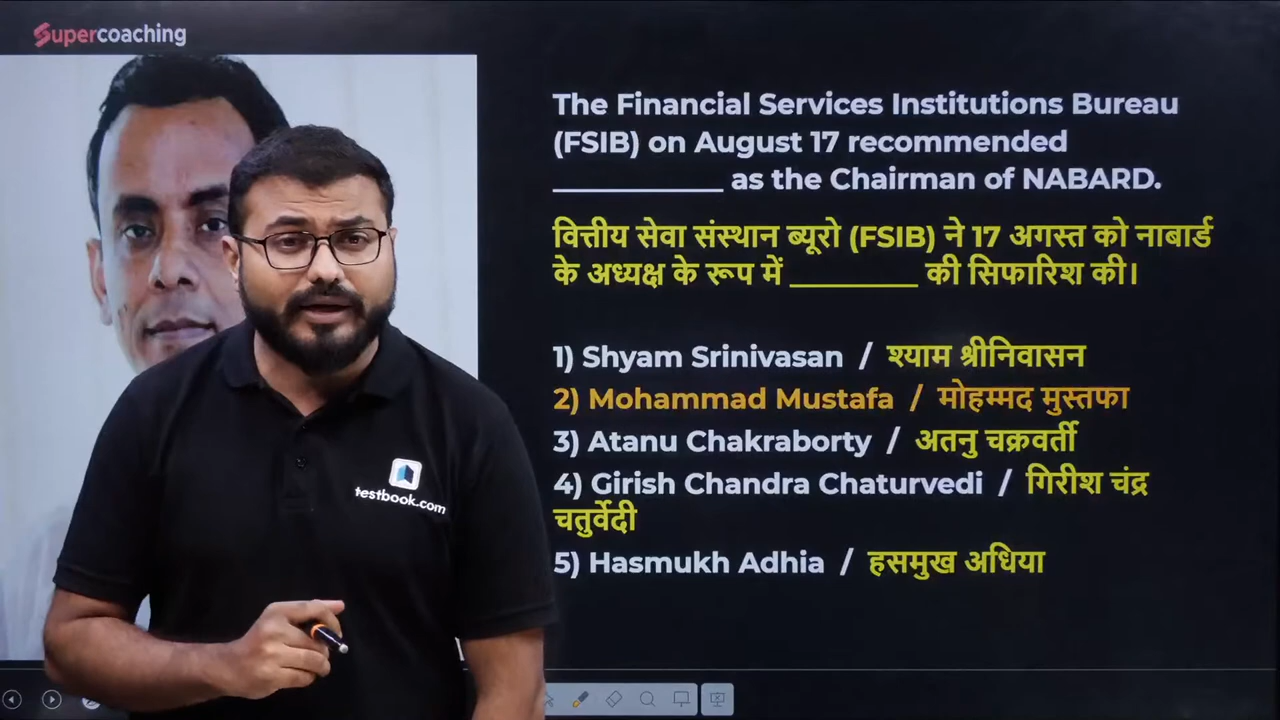 Supercoaching
The Financial Services Institutions Bureau
(FSIB) on August 17 recommended
___________ as the Chairman of NABARD.
वित्तीय सेवा संस्थान ब्यूरो (FSIB) ने 17 अगस्त को नाबार्ड
के अध्यक्ष के रूप में _________ की सिफारिश की।
1) Shyam Srinivasan / श्याम श्रीनिवासन
2) Mohammad Mustafa / मोहम्मद मुस्तफा
3) Atanu Chakraborty / अतनु चक्रवर्ती
4) Girish Chandra Chaturvedi / गिरीश चंद्र
चतुर्वेदी
5) Hasmukh Adhia / हसमुख अधिया
testbook.com